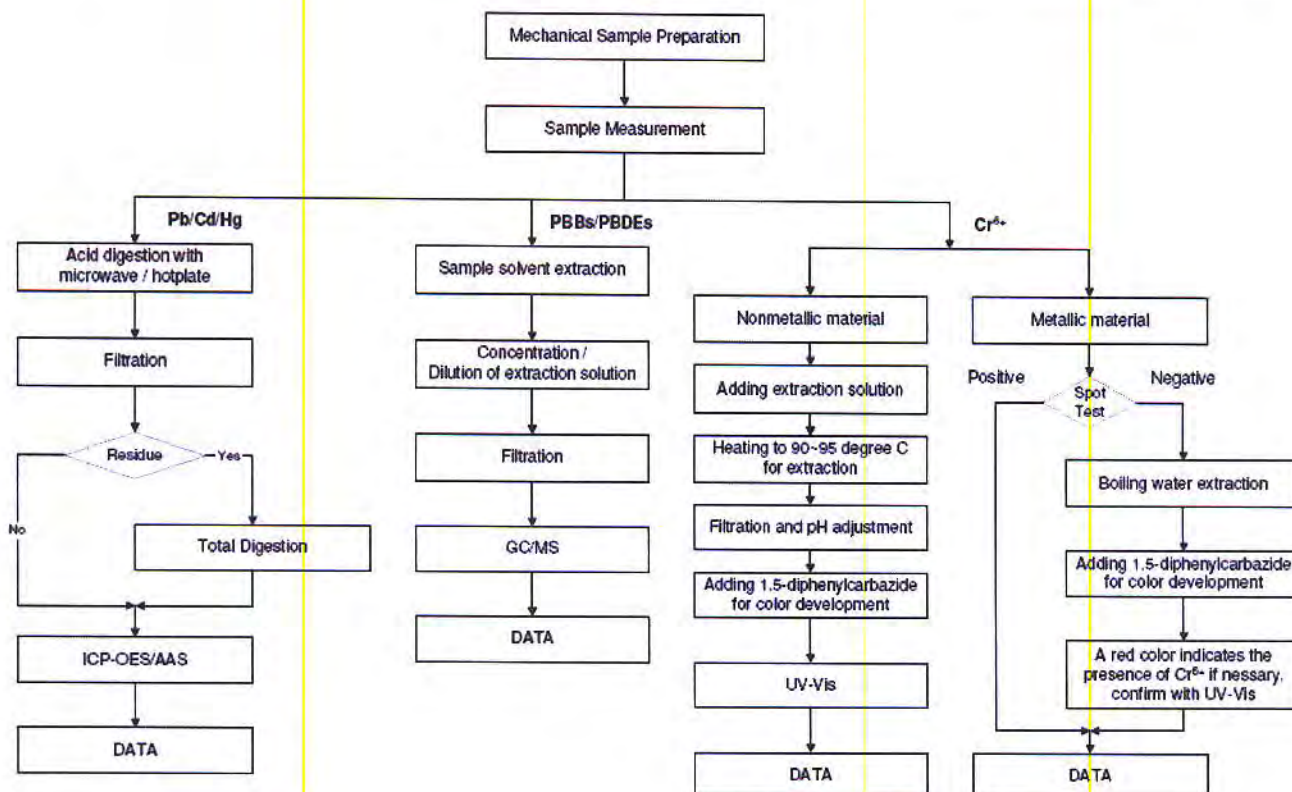 Mechanical Sample Preparation
Sample Measurement
Pb/Cd/Hg
Acid digestion with
microwave / hotplate
Filtration
Residue
Yes
No
Total Digestion
ICP-OES/AAS
DATA
PBBs/PBDEs
Sample solvent extraction
Concentration /
Dilution of extraction solution
Filtration
GC/MS
DATA
Cr⁶⁺
Nonmetallic material
Adding extraction solution
Heating to 90~95 degree C
for extraction
Filtration and pH adjustment
Adding 1.5-diphenylcarbazide
for color development
UV-Vis
DATA
Metallic material
Positive
Spot
Test
Negative
Boiling water extraction
Adding 1.5-diphenylcarbazide
for color development
A red color indicates the
presence of Cr⁶⁺ if nessary,
confirm with UV-Vis
DATA